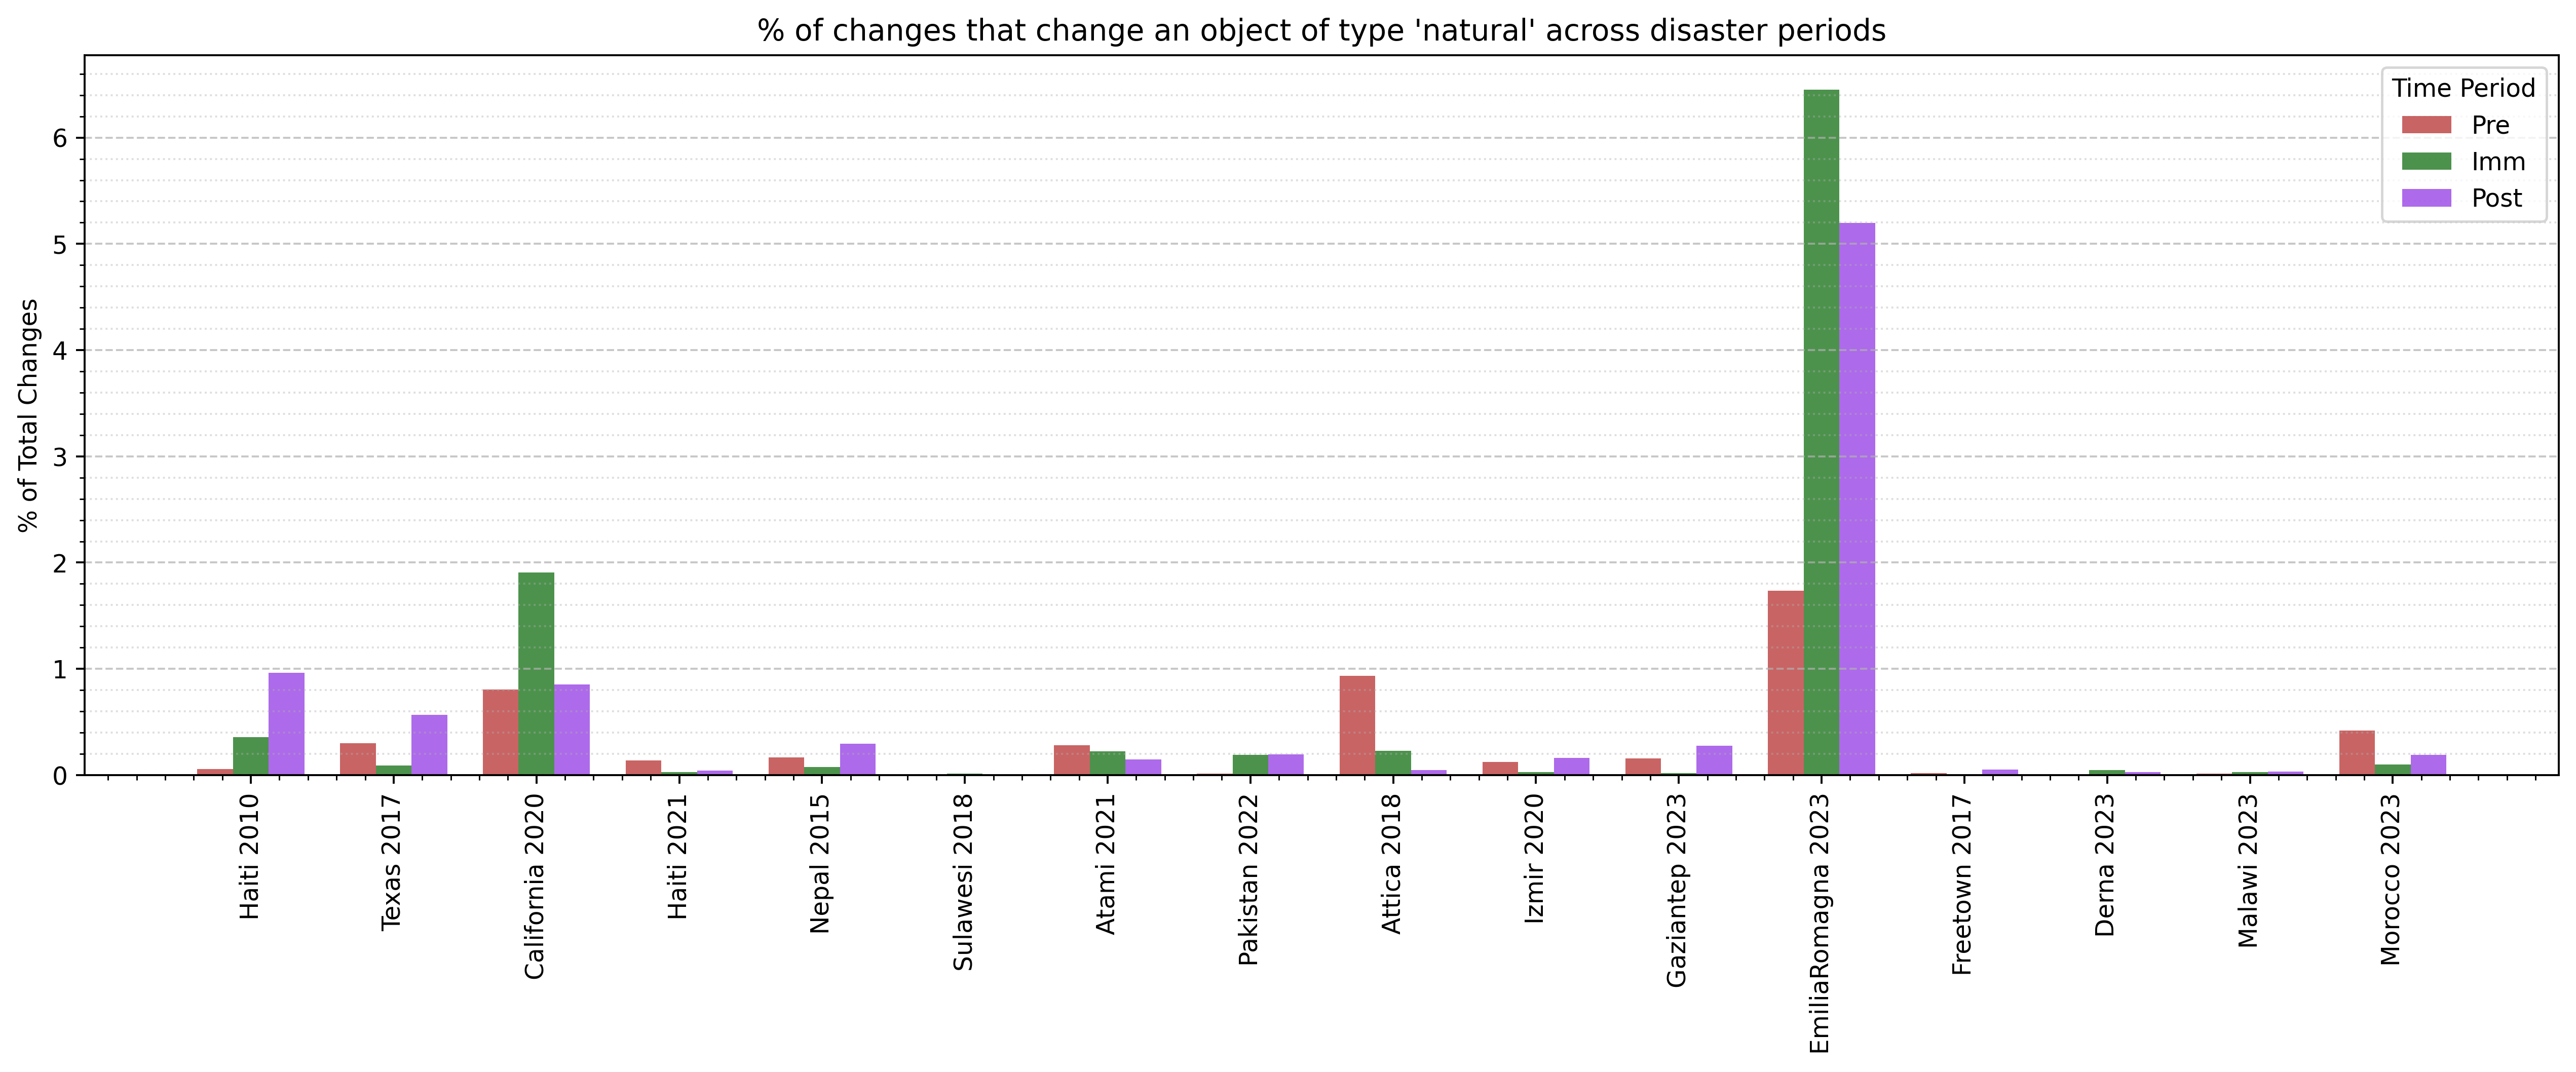 % of changes that change an object of type 'natural' across disaster periods
% of Total Changes
6
5
4
3
2
1
0
Time Period
Pre
Imm
Post
Haiti 2010
Texas 2017
California 2020
Haiti 2021
Nepal 2015
Sulawesi 2018
Atami 2021
Pakistan 2022
Attica 2018
Izmir 2020
Gaziantep 2023
EmiliaRomagna 2023
Freetown 2017
Derna 2023
Malawi 2023
Morocco 2023